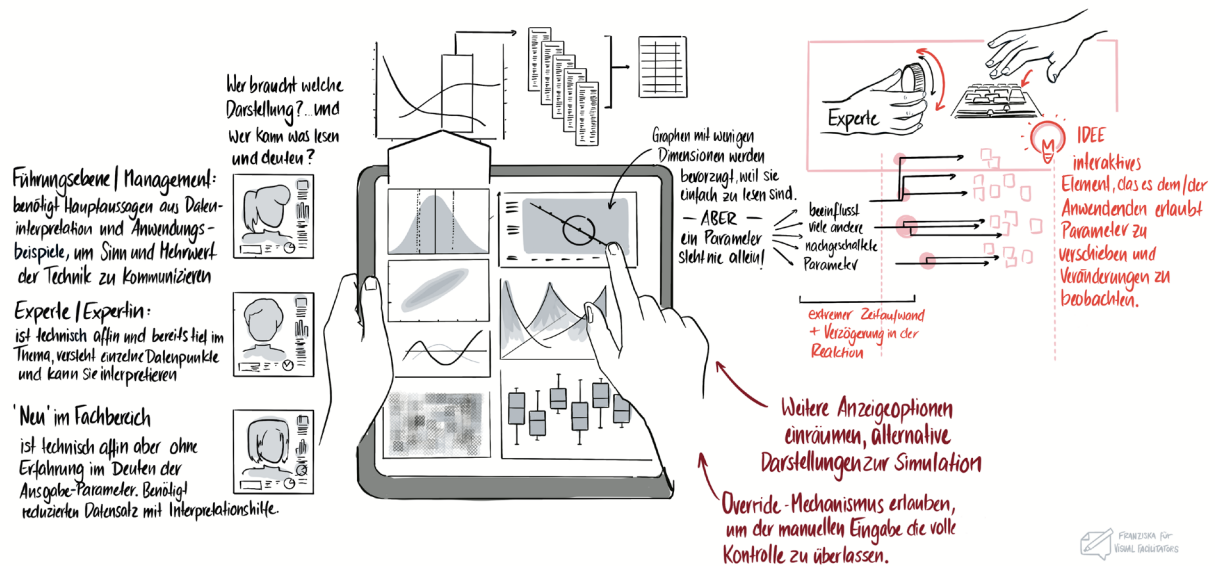 Wer braucht welche
Darstellung?...und
Wer kann was lesen
und deuten?
Führungsebene/Management:
benötigt Hauptaussagen aus Daten-
interpretation und Anwendungs-
beispiele, um Sinn und Mehrwert
der Technik zu kommunizieren
Experte/Expertin:
ist technisch affin und bereits tief im
Thema, versteht einzelne Datenpunkte
und kann sie interpretieren
'Neu' im Fachbereich
ist technisch affin aber ohne
Erfahrung im Deuten der
Ausgabe-Parameter. Benötigt
reduzierten Datensatz mit Interpretationshilfe.
Graphen mit wenigen
Dimensionen werden
bevorzugt, weil sie
einfach zu lesen sind.
- ABER -
ein Parameter
steht nie allein!
beeinflusst
viele andere
nachgeschaltete
Parameter
Experte
extremer Zeitaufwand
+ Verzögerung in der
Reaktion
IDEE
interaktives
Element, das es dem/der
Anwendenden erlaubt
Parameter zu
verschieben und
Veränderungen zu
beobachten.
Weitere Anzeigeoptionen
einräumen, alternative
Darstellungen zur Simulation
Override-Mechanismus erlauben,
um der manuellen Eingabe die volle
Kontrolle zu überlassen.
FRANZISKA FÜR
VISUAL FACILITATORS